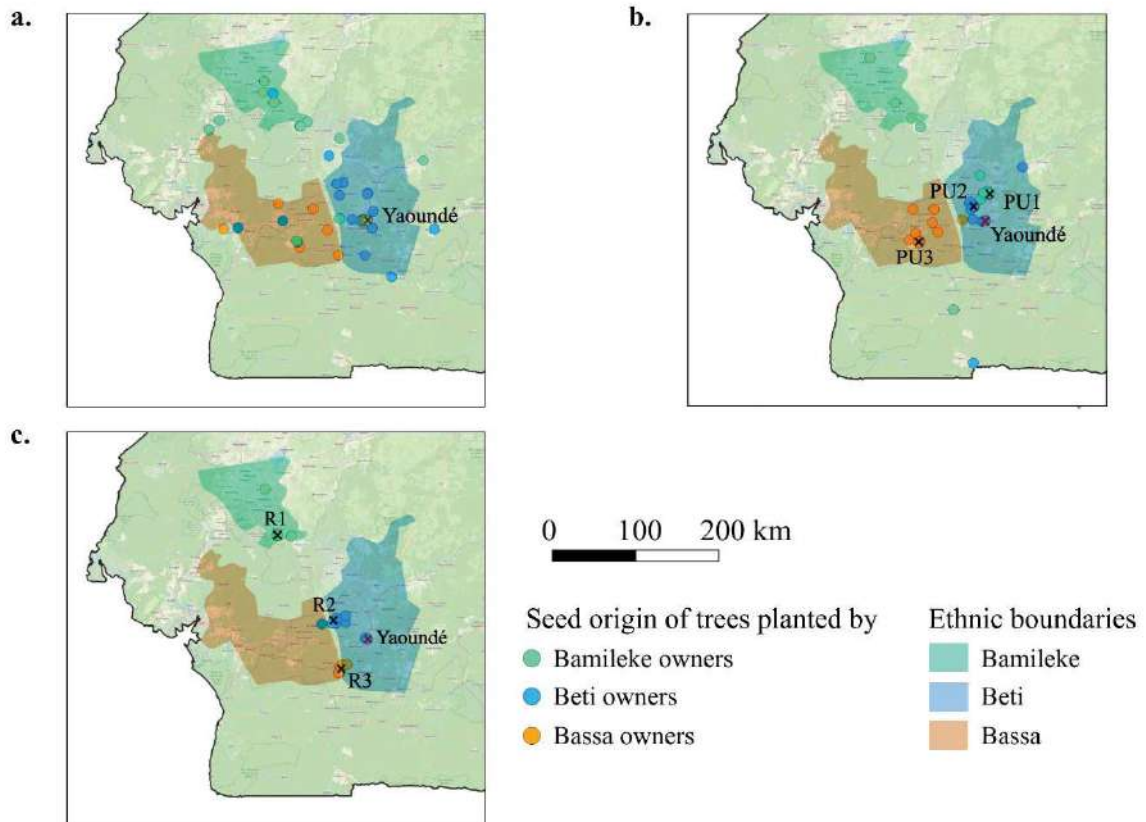 a.
Yaoundé
b.
PU2
PU1
Yaoundé
PU3
c.
R1
R2
Yaoundé
R3
0 100 200 km
Seed origin of trees planted by
Bamileke owners
Beti owners
Bassa owners
Ethnic boundaries
Bamileke
Beti
Bassa